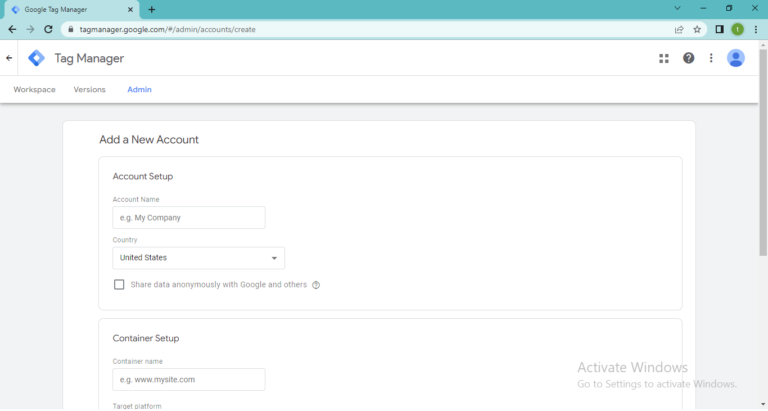 Google Tag Manager
tagmanager.google.com/#/admin/accounts/create
Tag Manager
Workspace Versions Admin
Add a New Account
Account Setup
Account Name
e.g. My Company
Country
United States
Share data anonymously with Google and others
Container Setup
Container name
e.g. www.mysite.com
Target platform
Activate Windows
Go to Settings to activate Windows.